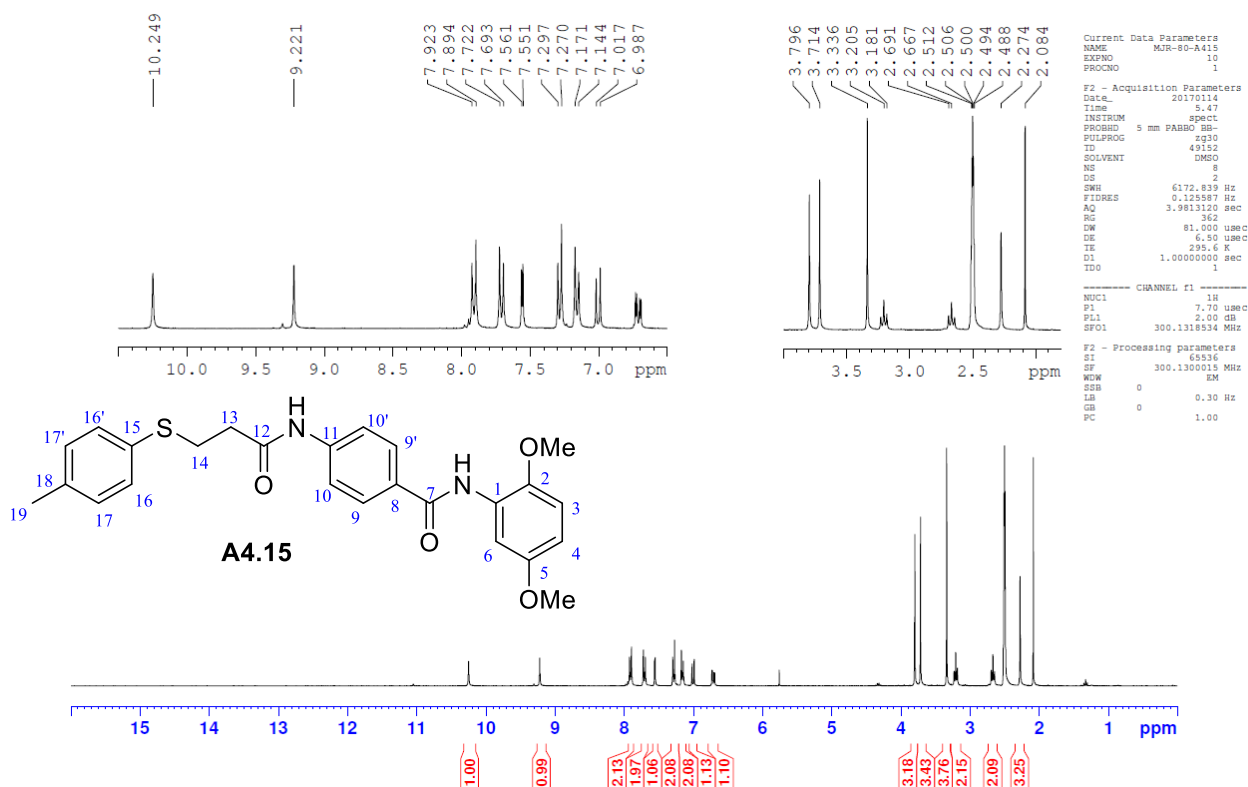 10.249
9.221
7.923
7.894
7.722
7.693
7.561
7.551
7.297
7.270
7.171
7.144
7.017
6.987
3.796
3.714
3.336
3.205
3.181
2.691
2.667
2.512
2.506
2.500
2.494
2.488
2.274
2.084
Current Data Parameters
NAME MJR-80-A415
EXPNO 10
PROCNO 1
F2 - Acquisition Parameters
Date_ 20170114
Time 5.47
INSTRUM spect
PROBHD 5 mm PABBO BB-
PULPROG zg30
TD 49152
SOLVENT DMSO
NS 8
DS 2
SWH 6172.839 Hz
FIDRES 0.125587 Hz
AQ 3.9813120 sec
RG 362
DW 81.000 usec
DE 6.50 usec
TE 295.6 K
D1 1.00000000 sec
TD0 1
======== CHANNEL f1 ========
NUC1 1H
P1 7.70 usec
PL1 2.00 dB
SFO1 300.1318534 MHz
F2 - Processing parameters
SI 65536
SF 300.1300015 MHz
WDW EM
SSB 0
LB 0.30 Hz
GB 0
PC 1.00
10.0 9.5 9.0 8.5 8.0 7.5 7.0 ppm
3.5 3.0 2.5 ppm
16' 15 S 13 H N 11 10' 9' H N OMe
17' 14 12 O 10 9 8 7 O 1 2 3
18 16 17 19 6 5 4 OMe
A4.15
15 14 13 12 11 10 9 8 7 6 5 4 3 2 1 ppm
1.00 0.99 2.13 1.97 1.06 2.08 2.08 1.13 1.10 3.18 3.43 3.76 2.15 2.09 3.25